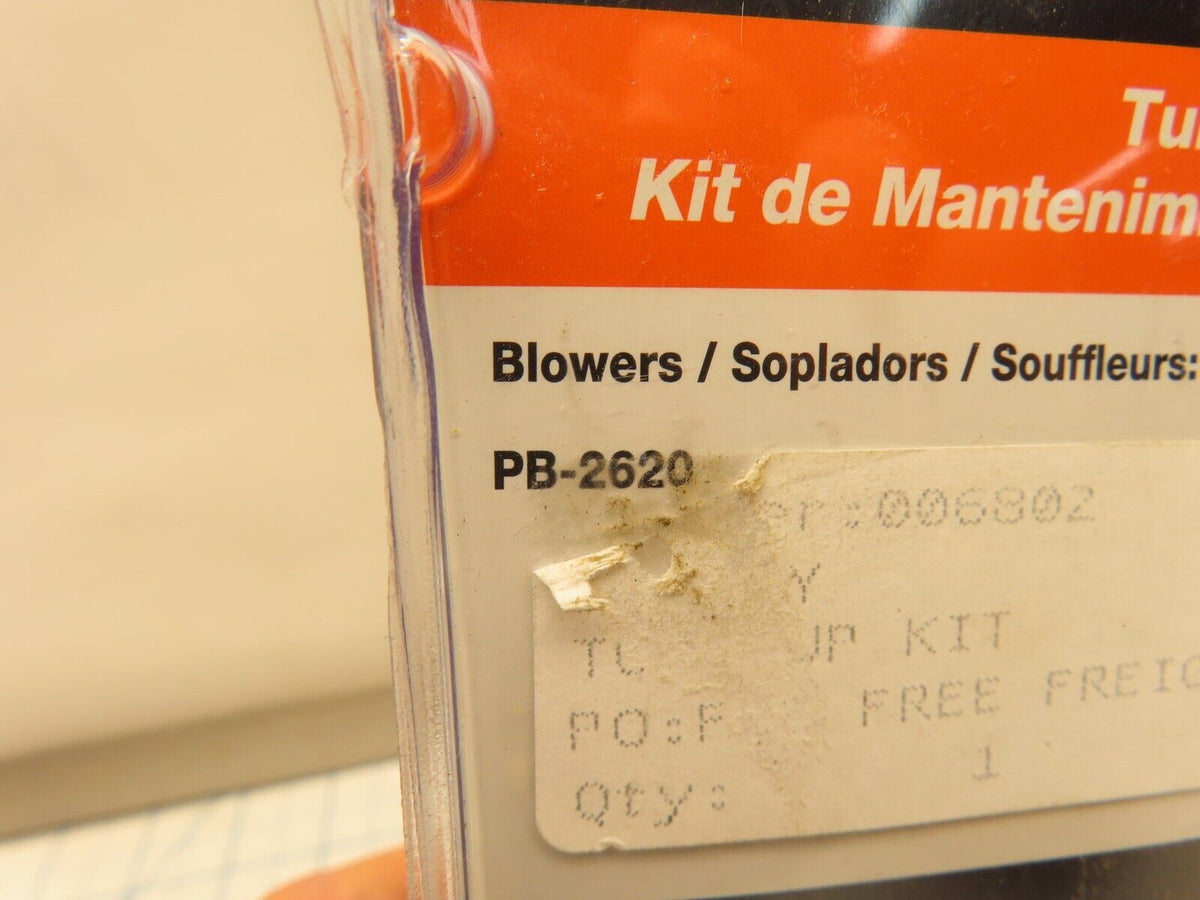 Tu
Kit de Mantenim
Blowers / Sopladors / Souffleurs:
PB-2620
er:006802
Y
TU UP KIT
PO:F FREE FREIG
Qty: 1